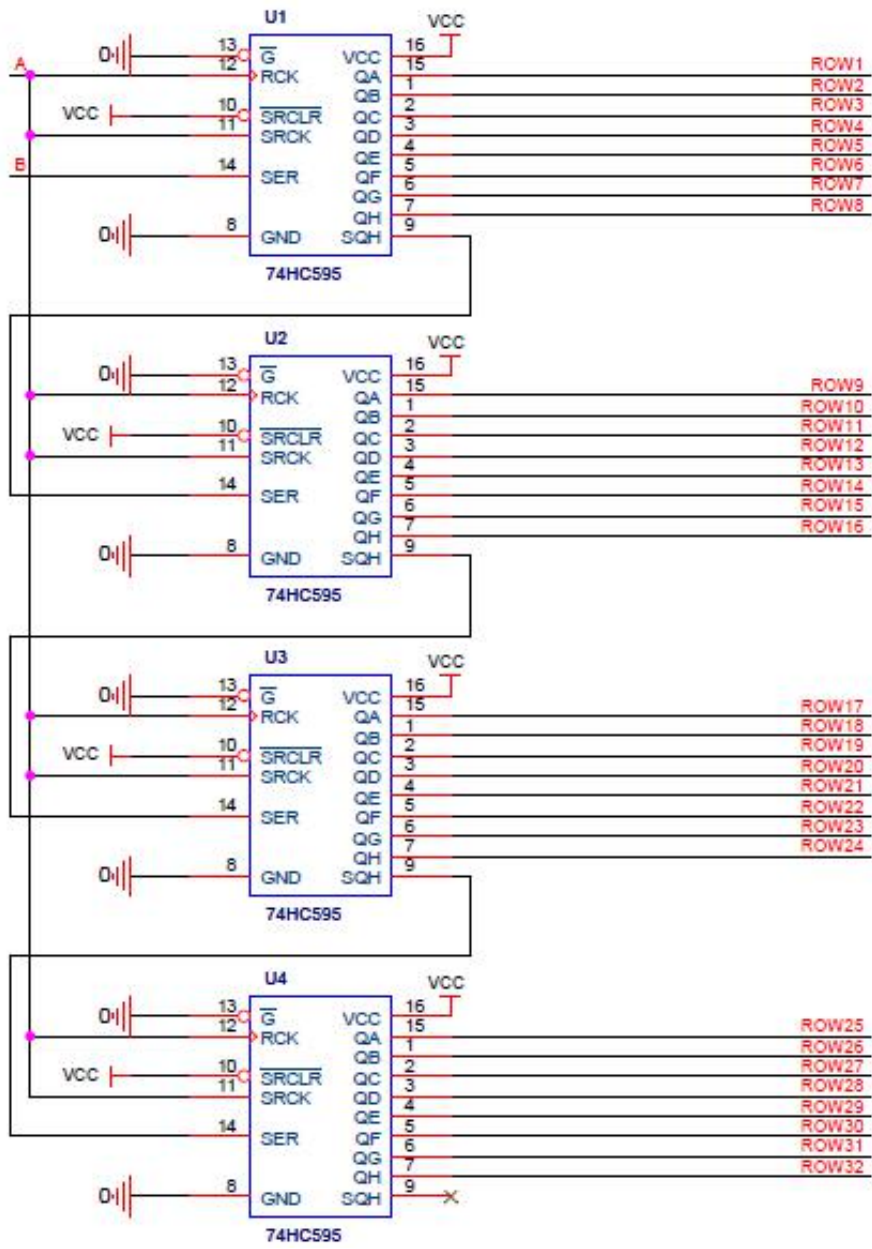 U1
VCC
0 13 G 16 VCC
A 12 RCK QA 15 ROW1
QB 1 ROW2
VCC 10 SRCLR QC 2 ROW3
11 SRCK QD 3 ROW4
QE 4 ROW5
B 14 SER QF 5 ROW6
QG 6 ROW7
QH 7 ROW8
0 8 GND SQH 9
74HC595
U2
VCC
0 13 G VCC 16
12 RCK QA 15 ROW9
QB 1 ROW10
VCC 10 SRCLR QC 2 ROW11
11 SRCK QD 3 ROW12
QE 4 ROW13
14 SER QF 5 ROW14
QG 6 ROW15
QH 7 ROW16
0 8 GND SQH 9
74HC595
U3
VCC
0 13 G VCC 16
12 RCK QA 15 ROW17
QB 1 ROW18
VCC 10 SRCLR QC 2 ROW19
11 SRCK QD 3 ROW20
QE 4 ROW21
14 SER QF 5 ROW22
QG 6 ROW23
QH 7 ROW24
0 8 GND SQH 9
74HC595
U4
VCC
0 13 G VCC 16
12 RCK QA 15 ROW25
QB 1 ROW26
VCC 10 SRCLR QC 2 ROW27
11 SRCK QD 3 ROW28
QE 4 ROW29
14 SER QF 5 ROW30
QG 6 ROW31
QH 7 ROW32
0 8 GND SQH 9
74HC595